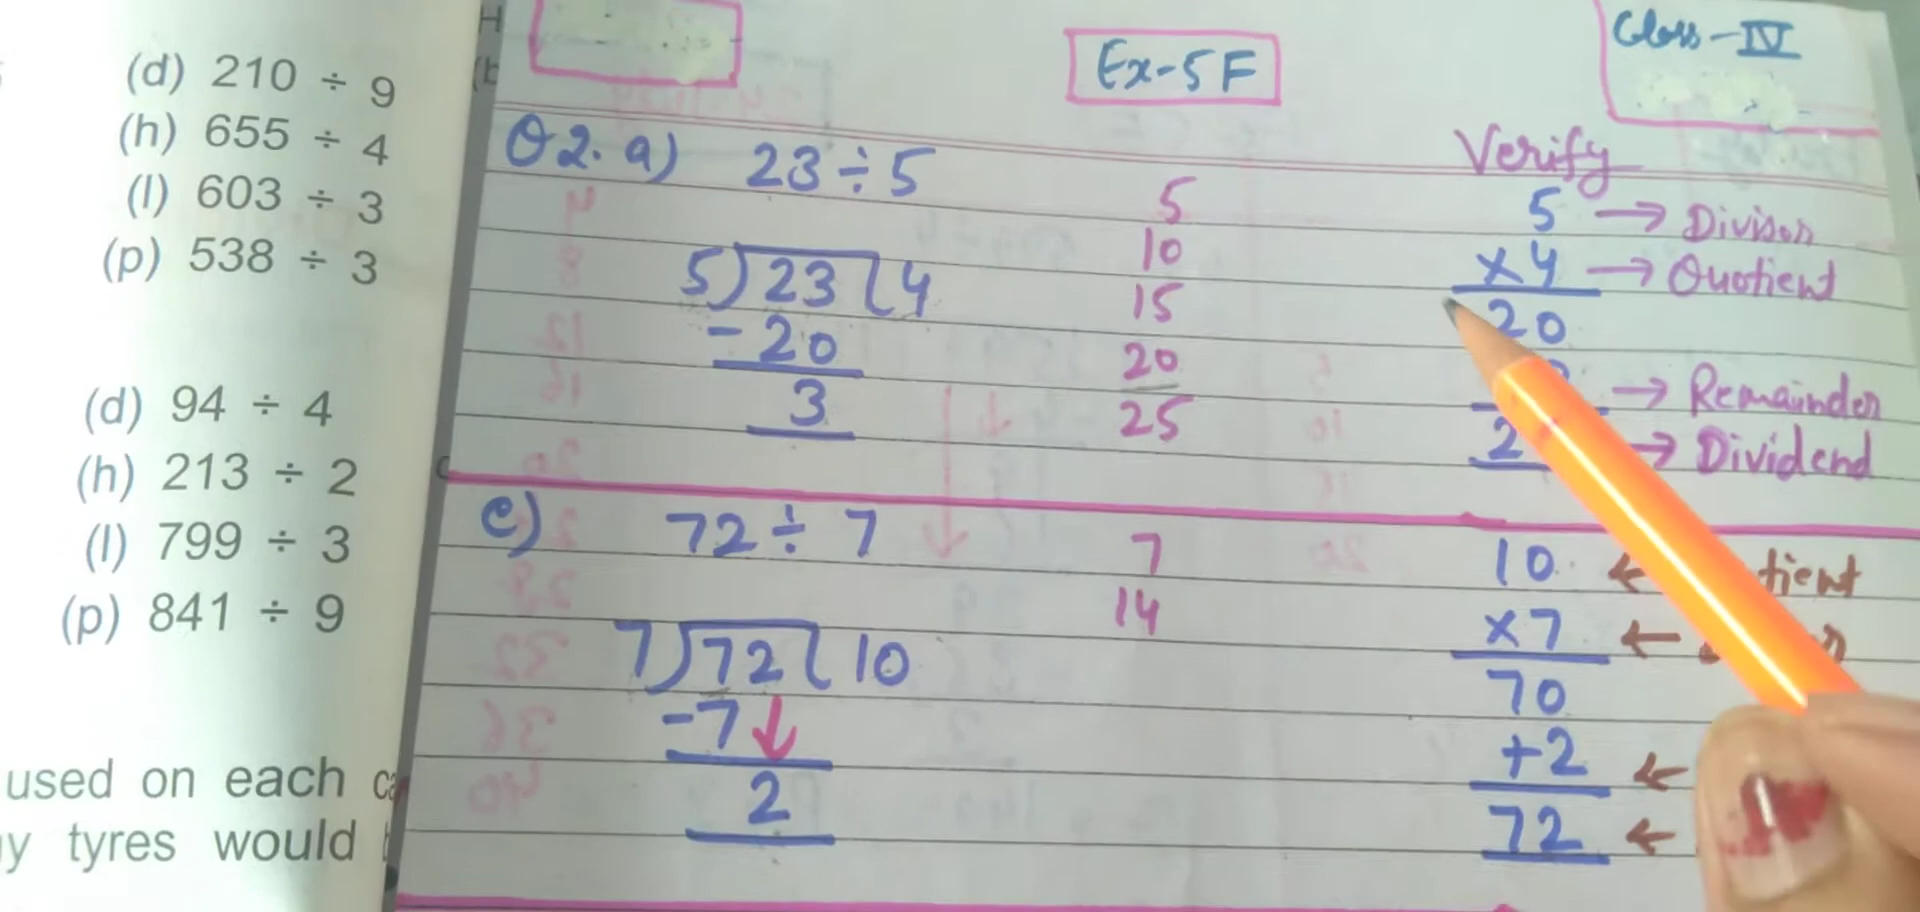 (d) 210 ÷ 9
(h) 655 ÷ 4
(l) 603 ÷ 3
(p) 538 ÷ 3
(d) 94 ÷ 4
(h) 213 ÷ 2
(l) 799 ÷ 3
(p) 841 ÷ 9
used on each
tyres would
Ex-5F
Class-IV
Q2. a) 23÷5
5)23(4
-20
3
5
10
15
20
25
Verify
5 → Divisor
×4 → Quotient
20
→ Remainder
2 → Dividend
e) 72÷7
7)72(10
-7↓
2
7
14
10 ←
×7 ←
70
+2 ←
72 ←